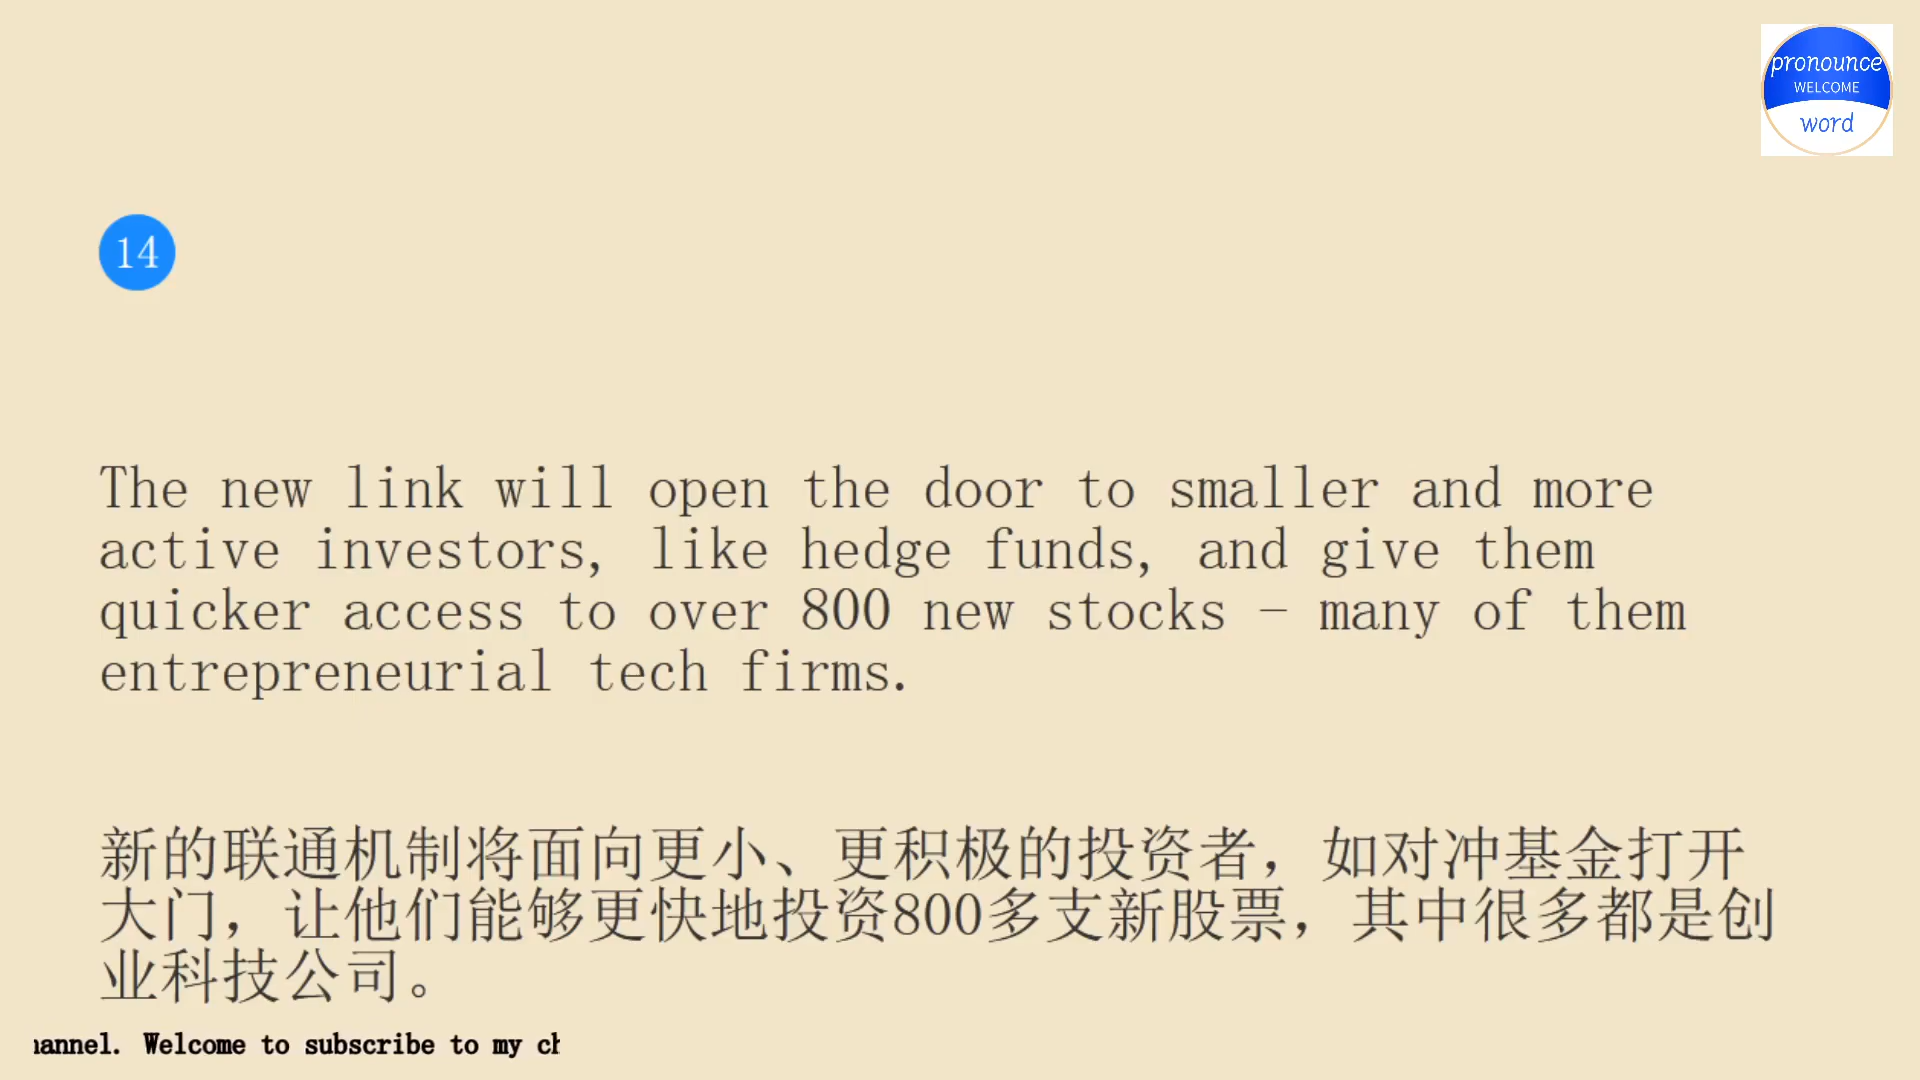 pronounce
WELCOME
word
14
The new link will open the door to smaller and more
active investors, like hedge funds, and give them
quicker access to over 800 new stocks – many of them
entrepreneurial tech firms.
新的联通机制将面向更小、更积极的投资者，如对冲基金打开
大门，让他们能够更快地投资800多支新股票，其中很多都是创
业科技公司。
hannel. Welcome to subscribe to my ch